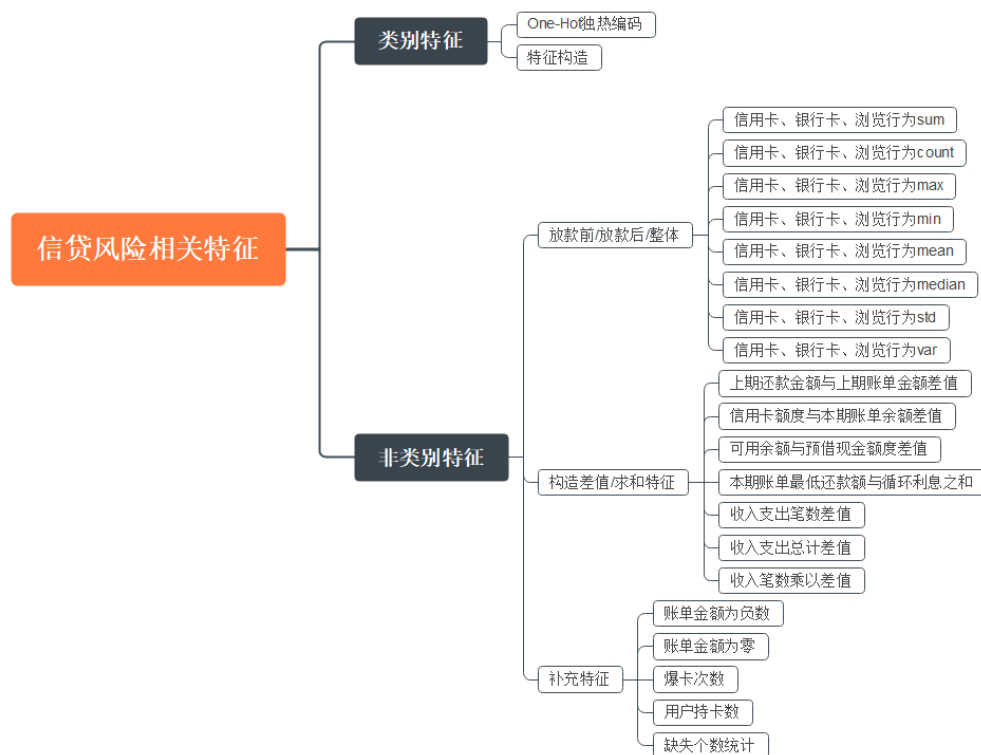 信贷风险相关特征
类别特征
One-Hot独热编码
特征构造
非类别特征
放款前/放款后/整体
信用卡、银行卡、浏览行为sum
信用卡、银行卡、浏览行为count
信用卡、银行卡、浏览行为max
信用卡、银行卡、浏览行为min
信用卡、银行卡、浏览行为mean
信用卡、银行卡、浏览行为median
信用卡、银行卡、浏览行为std
信用卡、银行卡、浏览行为var
构造差值/求和特征
上期还款金额与上期账单金额差值
信用卡额度与本期账单余额差值
可用余额与预借现金额度差值
本期账单最低还款额与循环利息之和
收入支出笔数差值
收入支出总计差值
收入笔数乘以差值
补充特征
账单金额为负数
账单金额为零
爆卡次数
用户持卡数
缺失个数统计